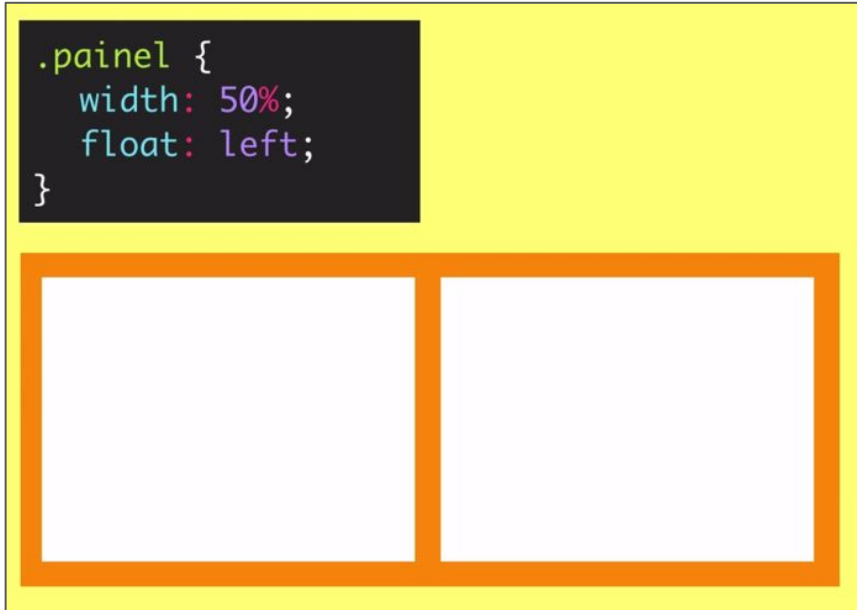 .painel {
  width: 50%;
  float: left;
}